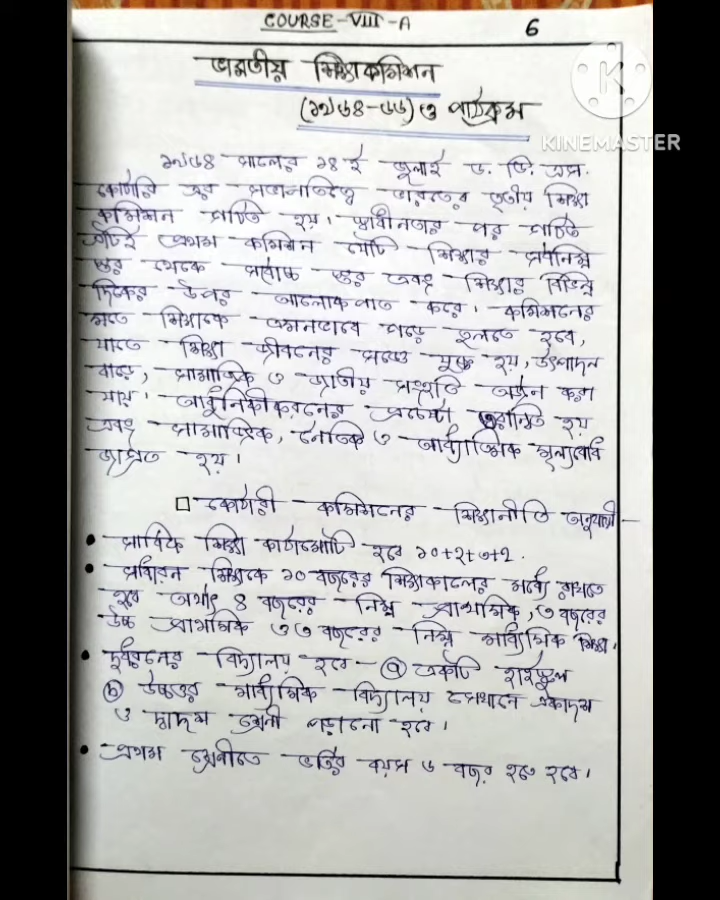 COURSE-VIII-A
6
ভারতীয় শিক্ষাকমিশন
(১৯৬৪-৬৬) ও পাঠক্রম
K
KINEMASTER
১৯৬৪ সালের ১৪ই জুলাই ড. ডি. এস.
কোঠারি এর সভাপতিত্বে ভারতের তৃতীয় শিক্ষা
কমিশন গঠিত হয়। স্বাধীনতার পর গঠিত
এটিই প্রথম কমিশন যেটি শিক্ষার সর্বনিম্ন
স্তর থেকে সর্বোচ্চ স্তর এবং শিক্ষার বিভিন্ন
দিকের উপর আলোকপাত করে। কমিশনের
মতে শিক্ষাকে এমনভাবে গড়ে তুলতে হবে,
যাতে শিক্ষা জীবনের সঙ্গে যুক্ত হয়, উৎপাদন
বাড়ে, সামাজিক ও জাতীয় সংহতি অর্জন করা
যায়। আধুনিকীকরনের প্রচেষ্টা ত্বরান্বিত হয়
এবং সামাজিক, নৈতিক ও আধ্যাত্মিক মূল্যবোধ
জাগ্রত হয়।
□ কোঠারী কমিশনের শিক্ষানীতি অনুযায়ী—
• সার্বিক শিক্ষা কাঠামোটি হবে ১০+২+৩+২.
• সাধারন শিক্ষাকে ১০ বছরের শিক্ষাকালের মধ্যে রাখতে
হবে অর্থাৎ ৪ বছরের নিম্ন প্রাথমিক, ৩ বছরের
উচ্চ প্রাথমিক ও ৩ বছরের নিম্ন মাধ্যমিক শিক্ষা।
• দুধরনের বিদ্যালয় হবে- ⓐ একটি হাইস্কুল
ⓑ উচ্চতর মাধ্যমিক বিদ্যালয় যেখানে একাদশ
ও দ্বাদশ শ্রেনী পড়ানো হবে।
• প্রথম শ্রেনীতে ভর্তির বয়স ৬ বছর হতে হবে।